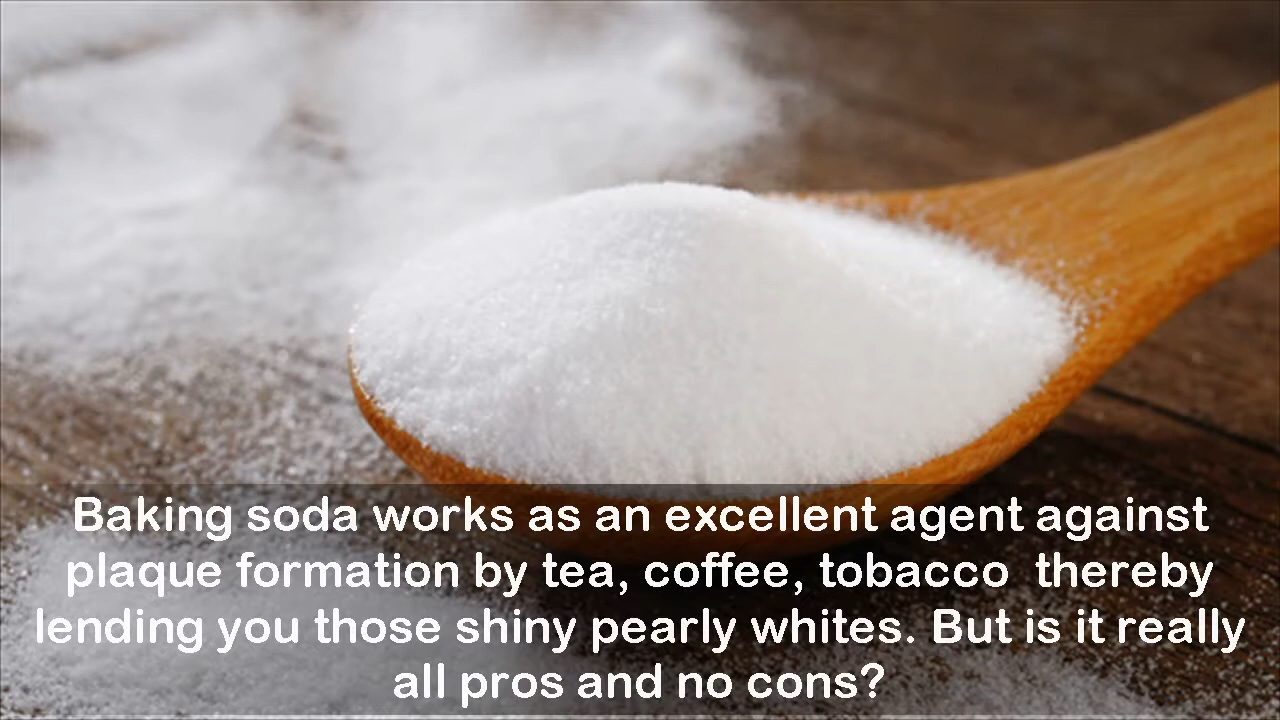 Baking soda works as an excellent agent against
plaque formation by tea, coffee, tobacco  thereby
lending you those shiny pearly whites. But is it really
all pros and no cons?